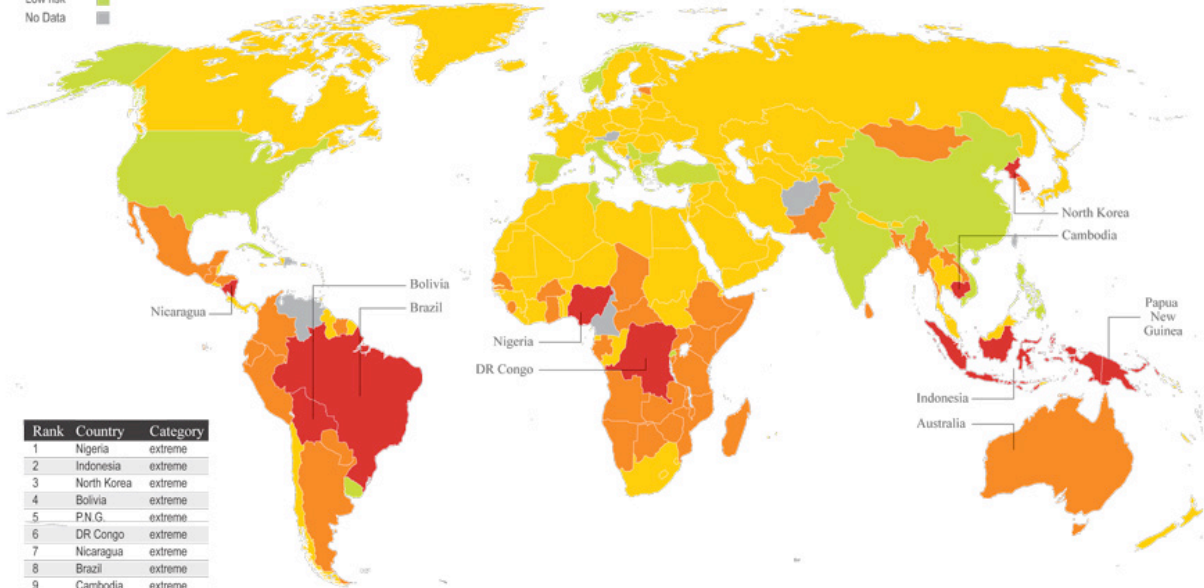 Low risk
No Data
North Korea
Cambodia
Bolivia
Brazil
Nicaragua
Papua
New
Guinea
Nigeria
DR Congo
Indonesia
Australia
Rank Country Category
1 Nigeria extreme
2 Indonesia extreme
3 North Korea extreme
4 Bolivia extreme
5 P.N.G. extreme
6 DR Congo extreme
7 Nicaragua extreme
8 Brazil extreme
9 Cambodia extreme